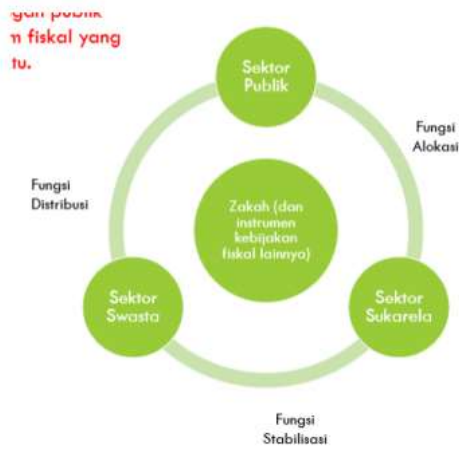 fiskal yang
Sektor
Publik
Fungsi
Alokasi
Fungsi
Distribusi
Zakah (dan
instrumen
kebijakan
fiskal lainnya)
Sektor
Swasta
Sektor
Sukarela
Fungsi
Stabilisasi